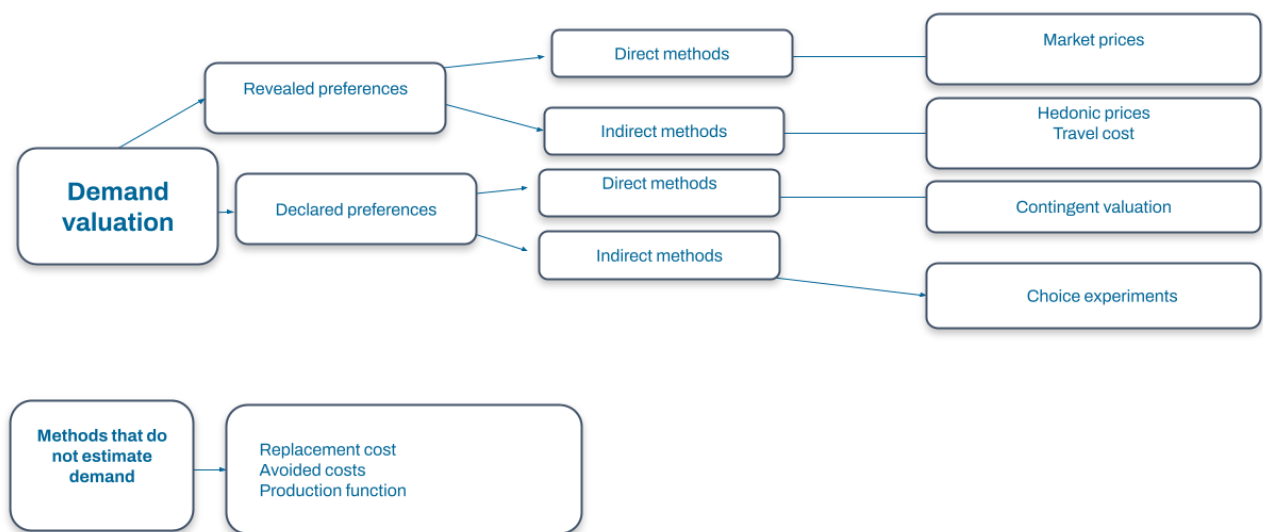 Demand
valuation
Revealed preferences
Direct methods
Market prices
Indirect methods
Hedonic prices
Travel cost
Declared preferences
Direct methods
Contingent valuation
Indirect methods
Choice experiments
Methods that do
not estimate
demand
Replacement cost
Avoided costs
Production function